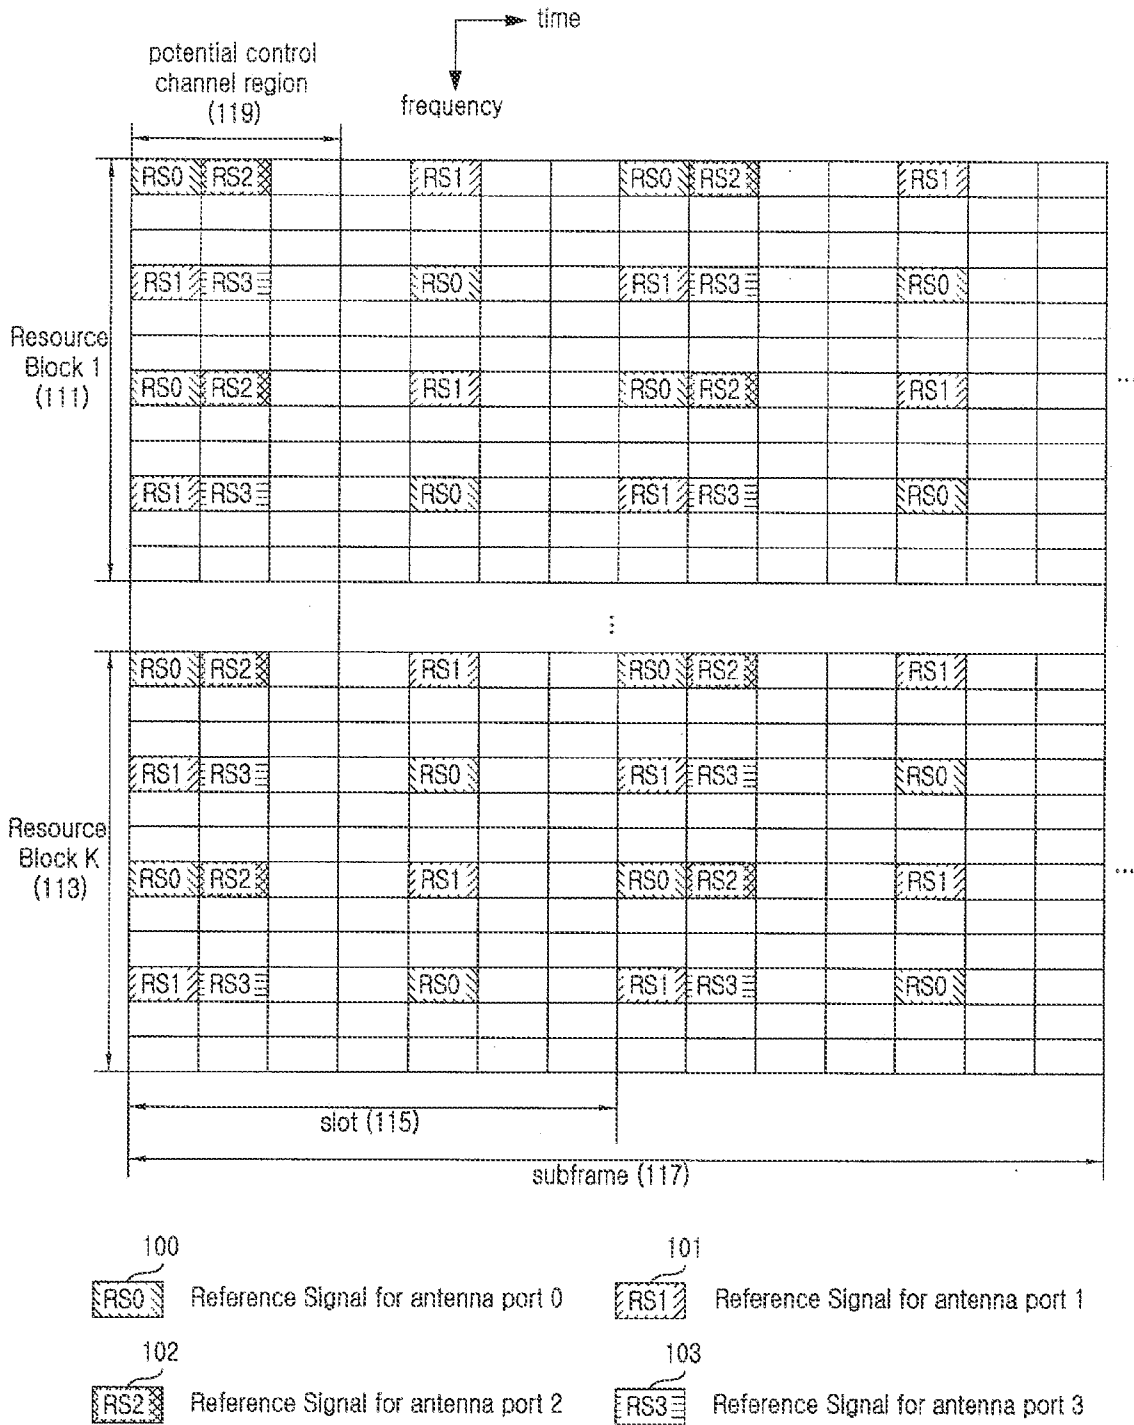 time
potential control
channel region
(119)
frequency
RS0 RS2 RS1 RS0 RS2 RS1
RS1 RS3 RS0 RS1 RS3 RS0
Resource
Block 1
(111)
RS0 RS2 RS1 RS0 RS2 RS1
...
RS1 RS3 RS0 RS1 RS3 RS0
...
RS0 RS2 RS1 RS0 RS2 RS1
RS1 RS3 RS0 RS1 RS3 RS0
Resource
Block K
(113)
RS0 RS2 RS1 RS0 RS2 RS1
...
RS1 RS3 RS0 RS1 RS3 RS0
slot (115)
subframe (117)
100
RS0 Reference Signal for antenna port 0
101
RS1 Reference Signal for antenna port 1
102
RS2 Reference Signal for antenna port 2
103
RS3 Reference Signal for antenna port 3